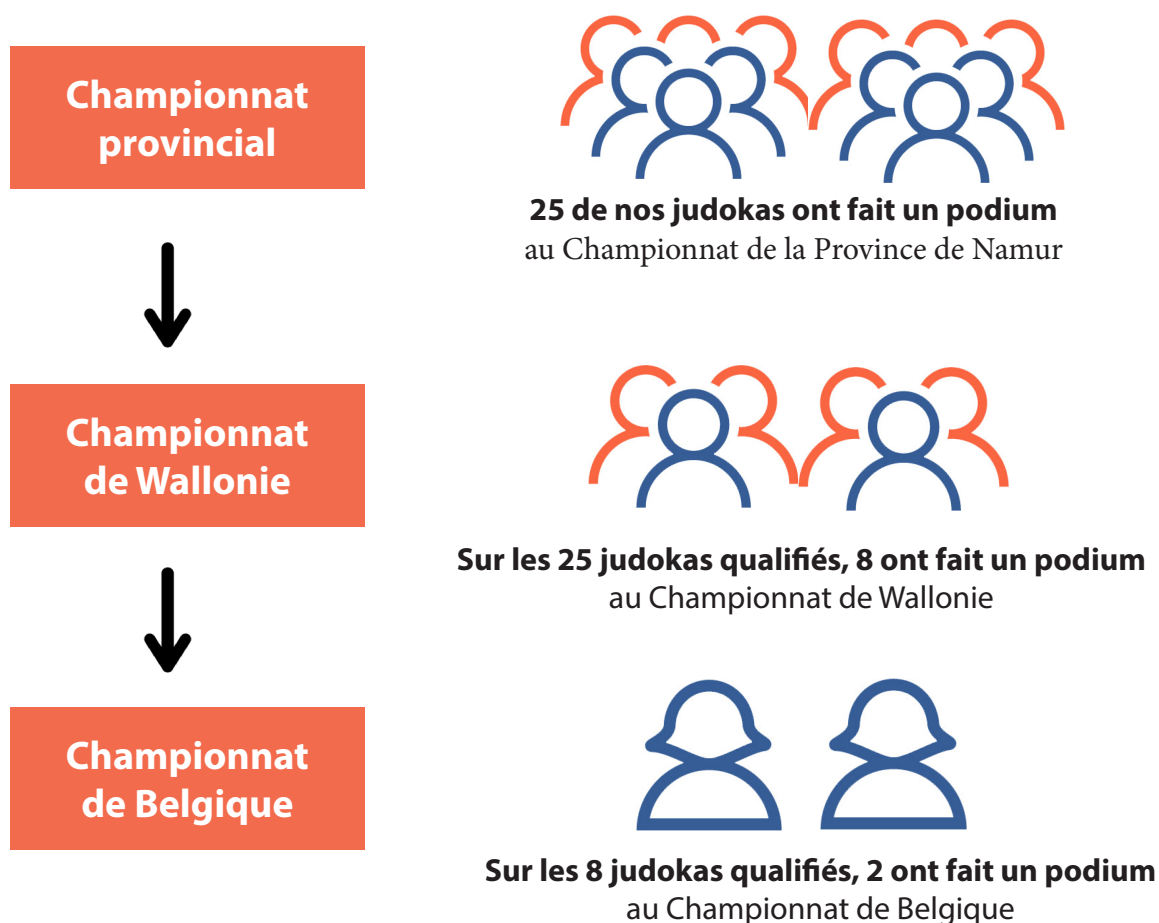 Championnat
provincial
25 de nos judokas ont fait un podium
au Championnat de la Province de Namur
Championnat
de Wallonie
Sur les 25 judokas qualifiés, 8 ont fait un podium
au Championnat de Wallonie
Championnat
de Belgique
Sur les 8 judokas qualifiés, 2 ont fait un podium
au Championnat de Belgique